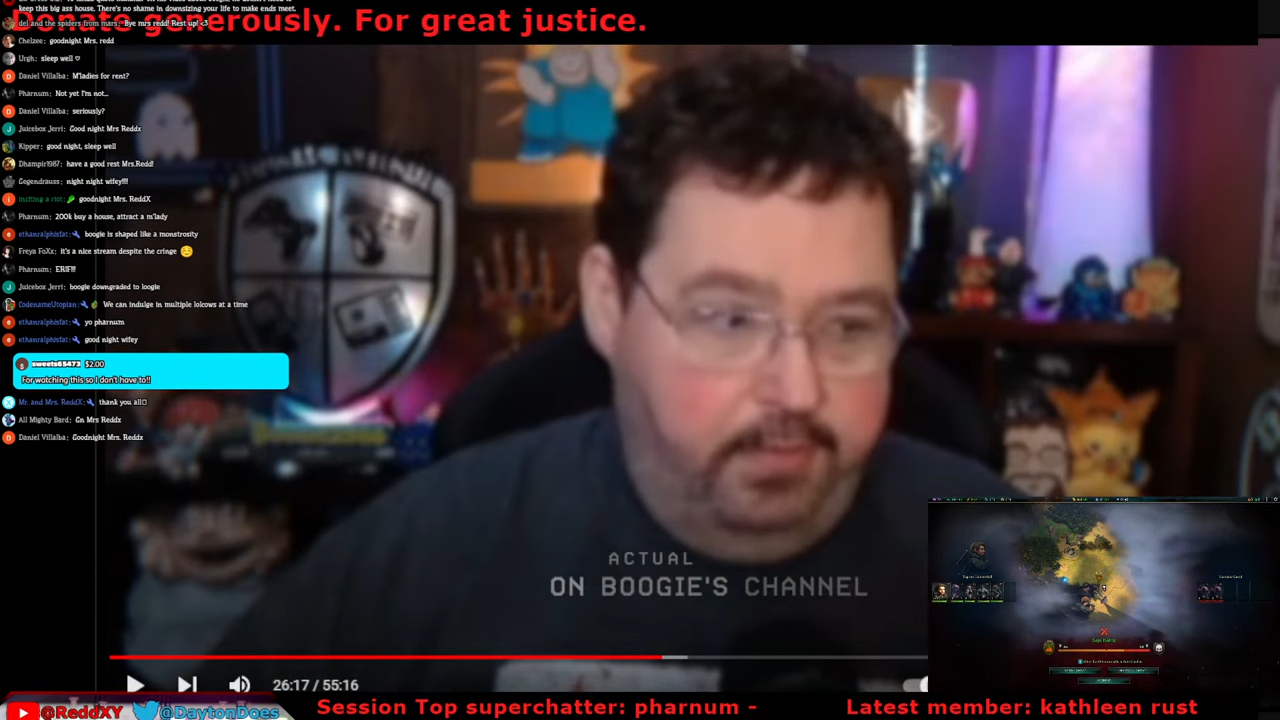 keep this big ass house. There's no shame in downsizing your life to make ends meet.
Donate generously. For great justice.
del and the spiders from mars: Bye mrs redd! Rest up! <3
Chelzee: goodnight Mrs. redd
Urgh: sleep well ♡
Daniel Villalba: M'ladies for rent?
Pharnum: Not yet I'm not...
Daniel Villalba: seriously?
Juicebox Jerri: Good night Mrs Reddx
Kipper: good night, sleep well
Dhampir1987: have a good rest Mrs.Redd!
Gegendrauss: night night wifey!!!!
inciting a riot: goodnight Mrs. ReddX
Pharnum: 200k buy a house, attract a m'lady
ethanralphisfat: boogie is shaped like a monstrosity
Freya FoXx: it's a nice stream despite the cringe ☺️
Pharnum: ERIF!!!
Juicebox Jerri: boogie downgraded to loogie
CodenameUtopian: We can indulge in multiple lolcows at a time
ethanralphisfat: yo pharnum
ethanralphisfat: good night wifey
sweets65473 $2.00
For watching this so I don't have to!!
Mr. and Mrs. ReddX: thank you all
All Mighty Bard: Gn Mrs Reddx
Daniel Villalba: Goodnight Mrs. Reddx
ACTUAL
ON BOOGIE'S CHANNEL
26:17 / 55:16
@ReddXY @DaytonDoes
Session Top superchatter: pharnum -
Latest member: kathleen rust